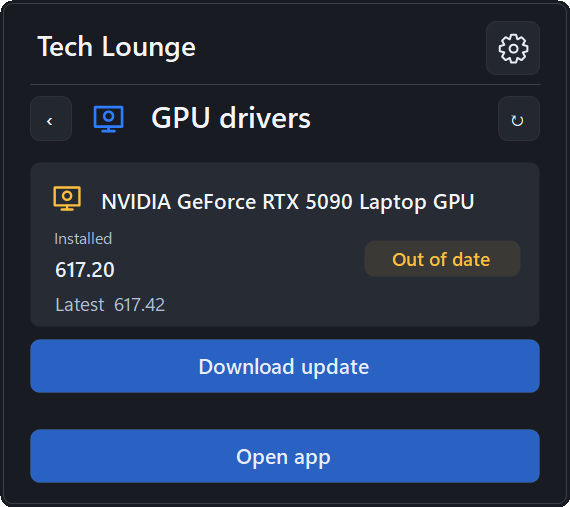 Tech Lounge
GPU drivers
NVIDIA GeForce RTX 5090 Laptop GPU
Installed
617.20
Out of date
Latest 617.42
Download update
Open app